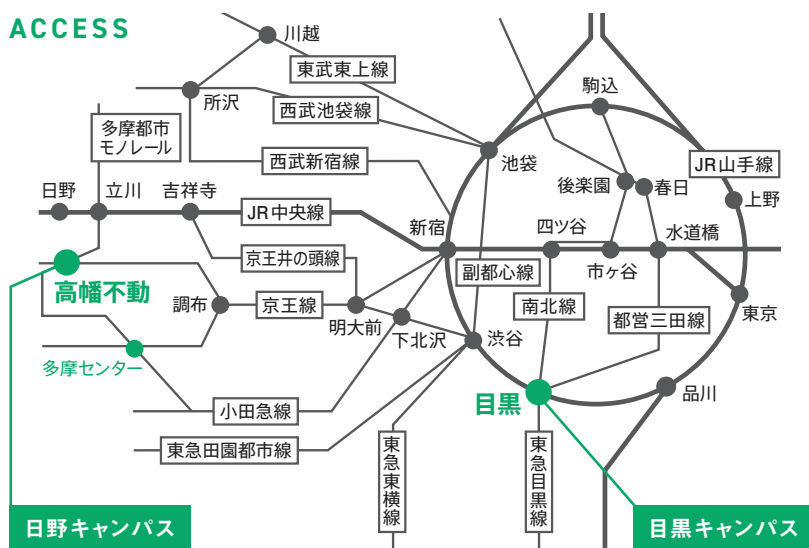 ACCESS
川越
東武東上線
駒込
所沢
西武池袋線
多摩都市
モノレール
西武新宿線
池袋
JR山手線
後楽園
春日
上野
日野
立川
吉祥寺
JR中央線
新宿
四ツ谷
水道橋
京王井の頭線
副都心線
市ヶ谷
高幡不動
南北線
東京
調布
京王線
明大前
下北沢
渋谷
都営三田線
多摩センター
目黒
品川
小田急線
東急田園都市線
東急東横線
東急目黒線
日野キャンパス
目黒キャンパス